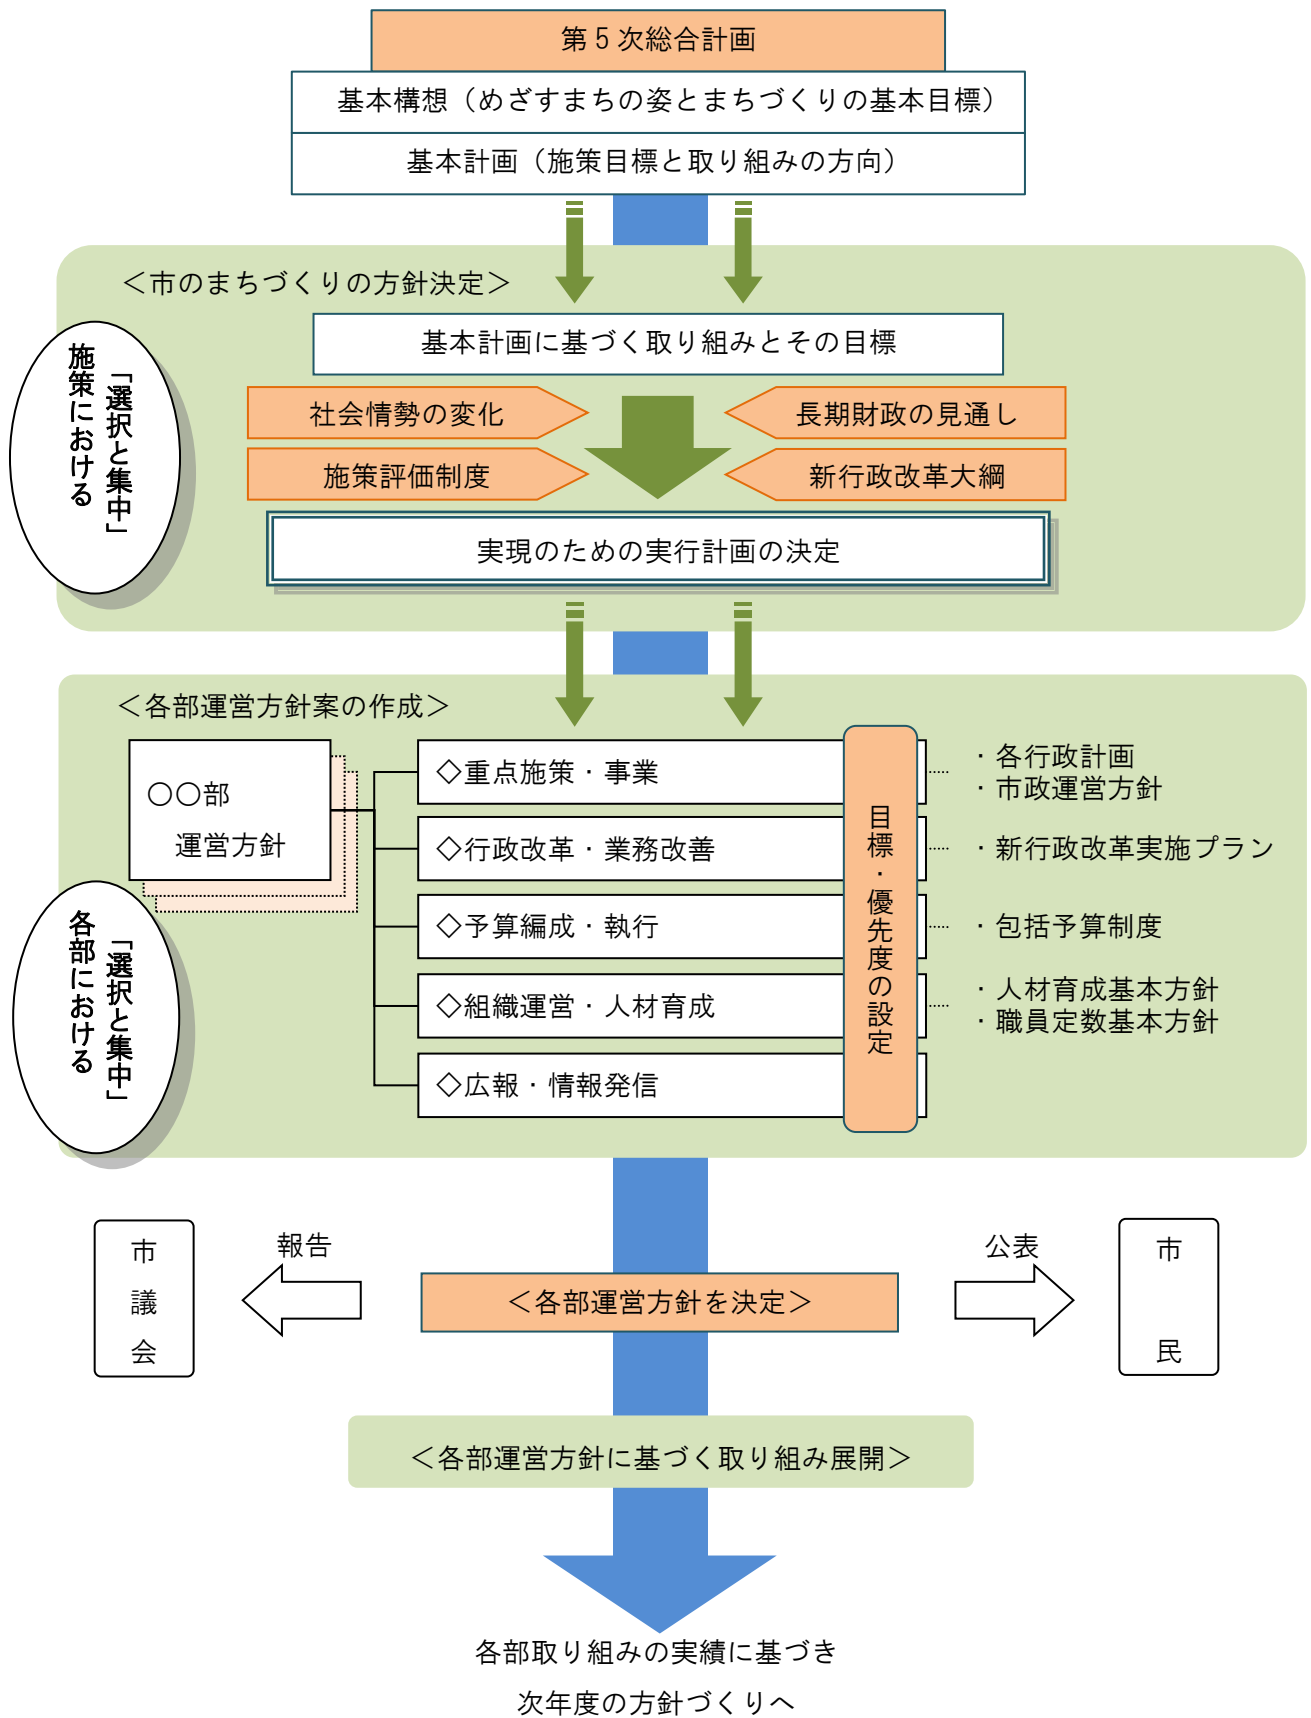 第５次総合計画
基本構想（めざすまちの姿とまちづくりの基本目標）
基本計画（施策目標と取り組みの方向）
＜市のまちづくりの方針決定＞
施策における
「選択と集中」
基本計画に基づく取り組みとその目標
社会情勢の変化
長期財政の見通し
施策評価制度
新行政改革大綱
実現のための実行計画の決定
＜各部運営方針案の作成＞
〇〇部
運営方針
各部における
「選択と集中」
◇重点施策・事業
◇行政改革・業務改善
◇予算編成・執行
◇組織運営・人材育成
◇広報・情報発信
目標・優先度の設定
・各行政計画
・市政運営方針
・新行政改革実施プラン
・包括予算制度
・人材育成基本方針
・職員定数基本方針
市議会
報告
＜各部運営方針を決定＞
公表
市民
＜各部運営方針に基づく取り組み展開＞
各部取り組みの実績に基づき
次年度の方針づくりへ